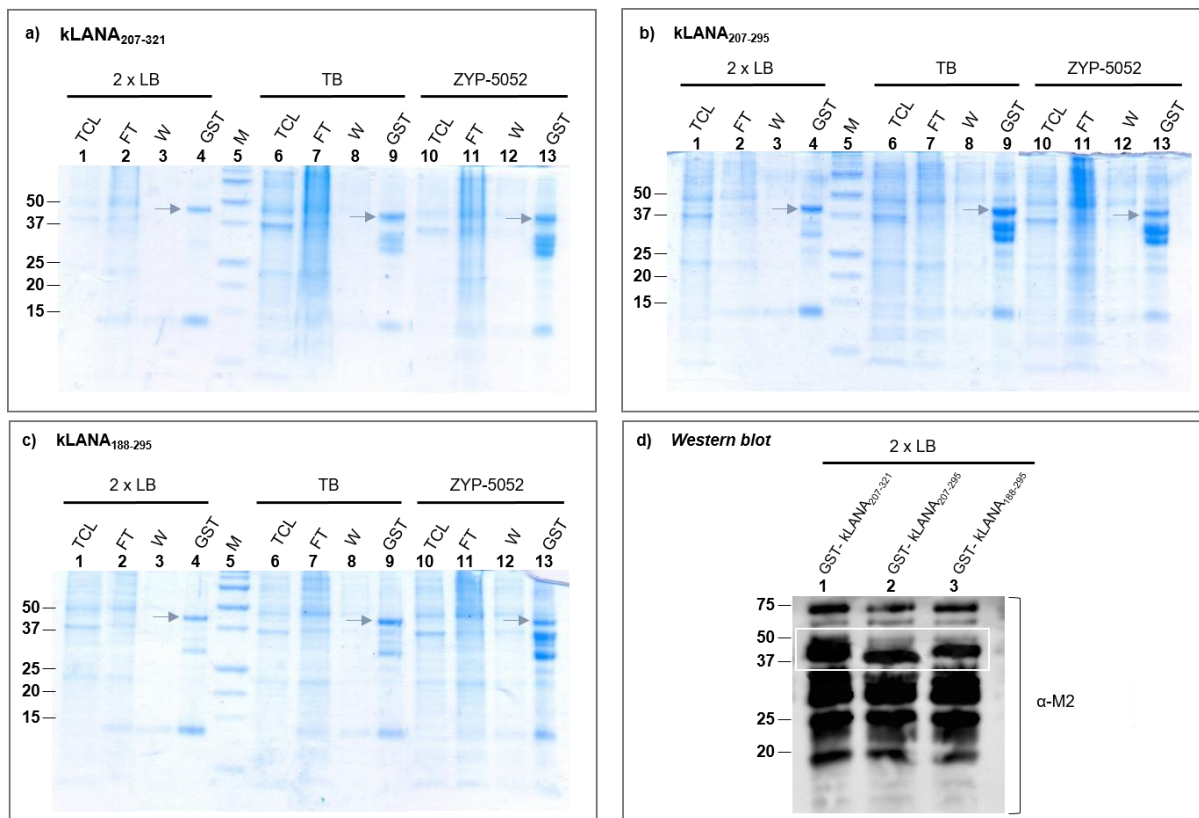 a) kLANA207-321
2 x LB TB ZYP-5052
TCL FT W GST M TCL FT W GST TCL FT W GST
1 2 3 4 5 6 7 8 9 10 11 12 13
50
37
25
20
15
b) kLANA207-295
2 x LB TB ZYP-5052
TCL FT W GST M TCL FT W GST TCL FT W GST
1 2 3 4 5 6 7 8 9 10 11 12 13
50
37
25
20
15
c) kLANA188-295
2 x LB TB ZYP-5052
TCL FT W GST M TCL FT W GST TCL FT W GST
1 2 3 4 5 6 7 8 9 10 11 12 13
50
37
25
20
15
d) Western blot
2 x LB
GST- kLANA207-321 GST- kLANA207-295 GST- kLANA188-295
1 2 3
75
50
37
25
20
α-M2